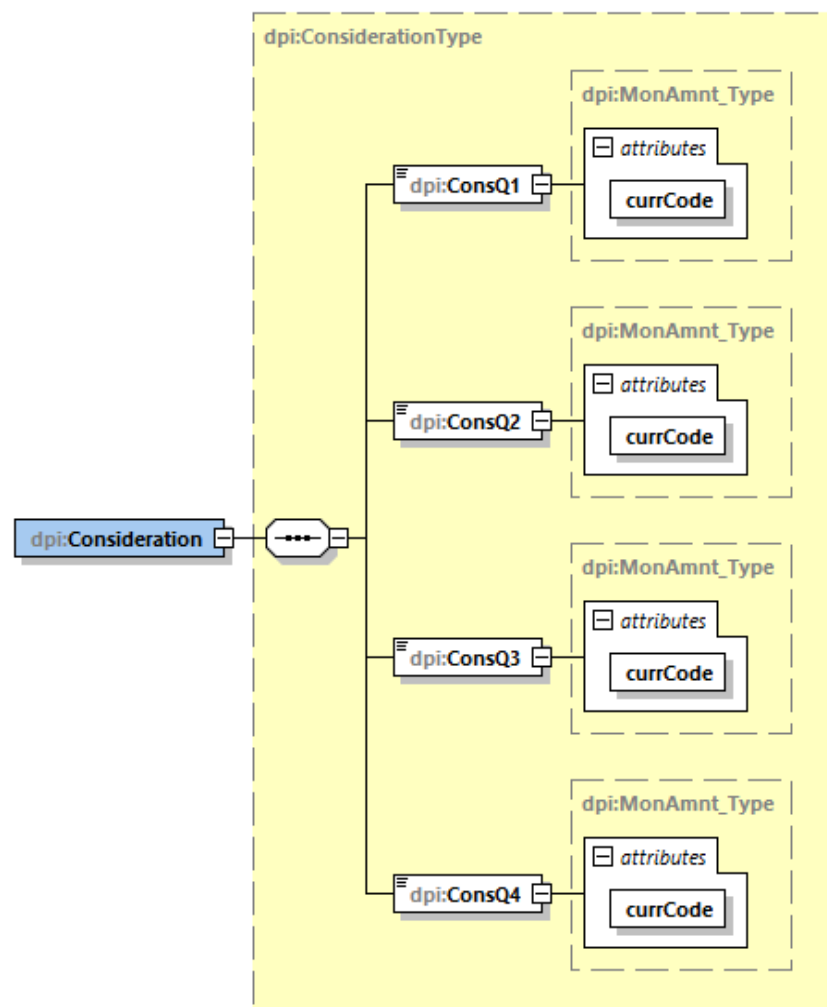 dpi:ConsiderationType
dpi:MonAmnt_Type
attributes
dpi:ConsQ1
currCode
dpi:MonAmnt_Type
attributes
dpi:ConsQ2
currCode
dpi:Consideration
dpi:MonAmnt_Type
attributes
dpi:ConsQ3
currCode
dpi:MonAmnt_Type
attributes
dpi:ConsQ4
currCode